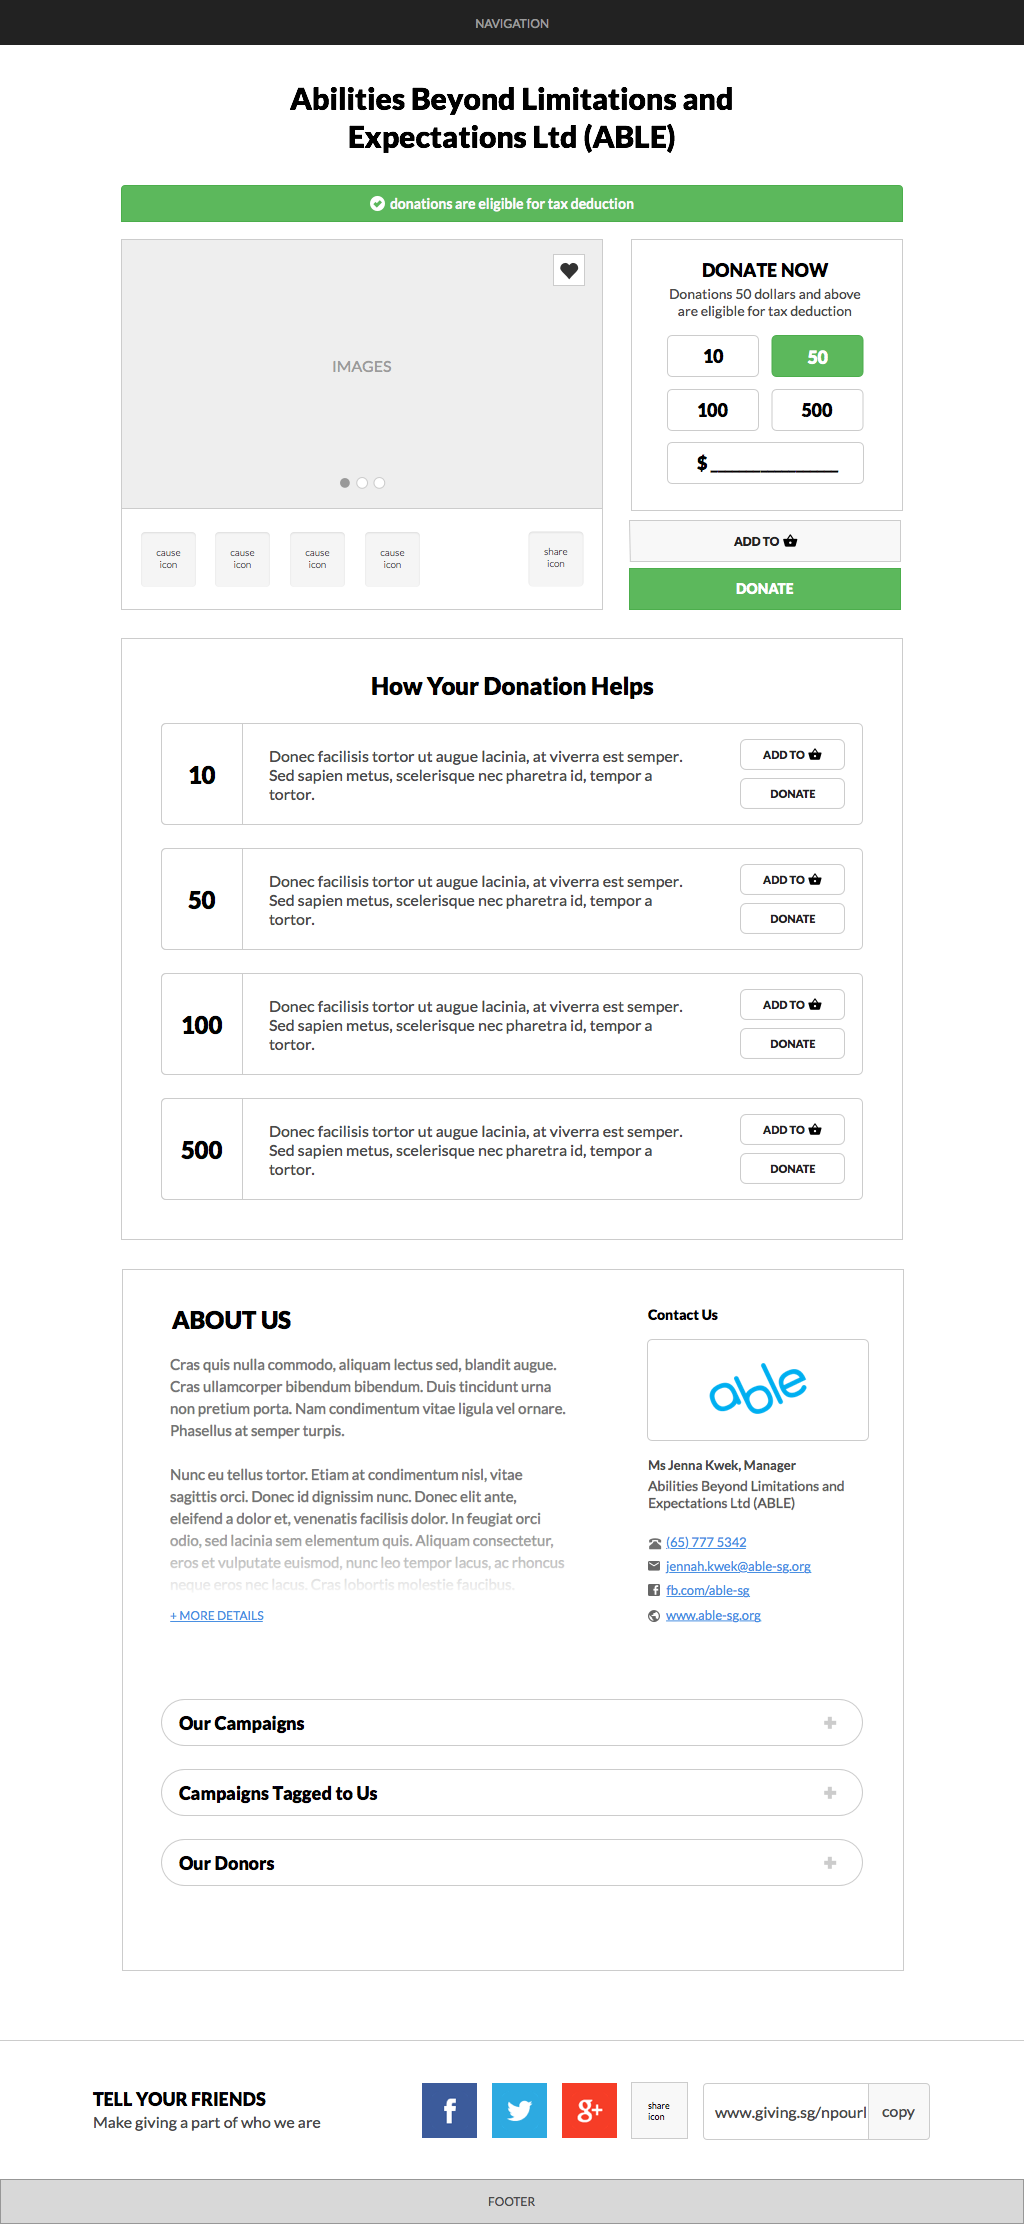 NAVIGATION
Abilities Beyond Limitations and
Expectations Ltd (ABLE)
donations are eligible for tax deduction
IMAGES
cause
icon
cause
icon
cause
icon
cause
icon
share
icon
DONATE NOW
Donations 50 dollars and above
are eligible for tax deduction
10
50
100
500
$ _______________
ADD TO
DONATE
How Your Donation Helps
10
Donec facilisis tortor ut augue lacinia, at viverra est semper.
Sed sapien metus, scelerisque nec pharetra id, tempor a
tortor.
ADD TO
DONATE
50
Donec facilisis tortor ut augue lacinia, at viverra est semper.
Sed sapien metus, scelerisque nec pharetra id, tempor a
tortor.
ADD TO
DONATE
100
Donec facilisis tortor ut augue lacinia, at viverra est semper.
Sed sapien metus, scelerisque nec pharetra id, tempor a
tortor.
ADD TO
DONATE
500
Donec facilisis tortor ut augue lacinia, at viverra est semper.
Sed sapien metus, scelerisque nec pharetra id, tempor a
tortor.
ADD TO
DONATE
ABOUT US
Cras quis nulla commodo, aliquam lectus sed, blandit augue.
Cras ullamcorper bibendum bibendum. Duis tincidunt urna
non pretium porta. Nam condimentum vitae ligula vel ornare.
Phasellus at semper turpis.
Nunc eu tellus tortor. Etiam at condimentum nisl, vitae
sagittis orci. Donec id dignissim nunc. Donec elit ante,
eleifend a dolor et, venenatis facilisis dolor. In feugiat orci
odio, sed lacinia sem elementum quis. Aliquam consectetur,
eros et vulputate euismod, nunc leo tempor lacus, ac rhoncus
neque eros nec lacus. Cras lobortis molestie faucibus.
+ MORE DETAILS
Contact Us
able
Ms Jenna Kwek, Manager
Abilities Beyond Limitations and
Expectations Ltd (ABLE)
(65) 777 5342
jennah.kwek@able-sg.org
fb.com/able-sg
www.able-sg.org
Our Campaigns
Campaigns Tagged to Us
Our Donors
TELL YOUR FRIENDS
Make giving a part of who we are
f
g+
share
icon
www.giving.sg/npourl
copy
FOOTER